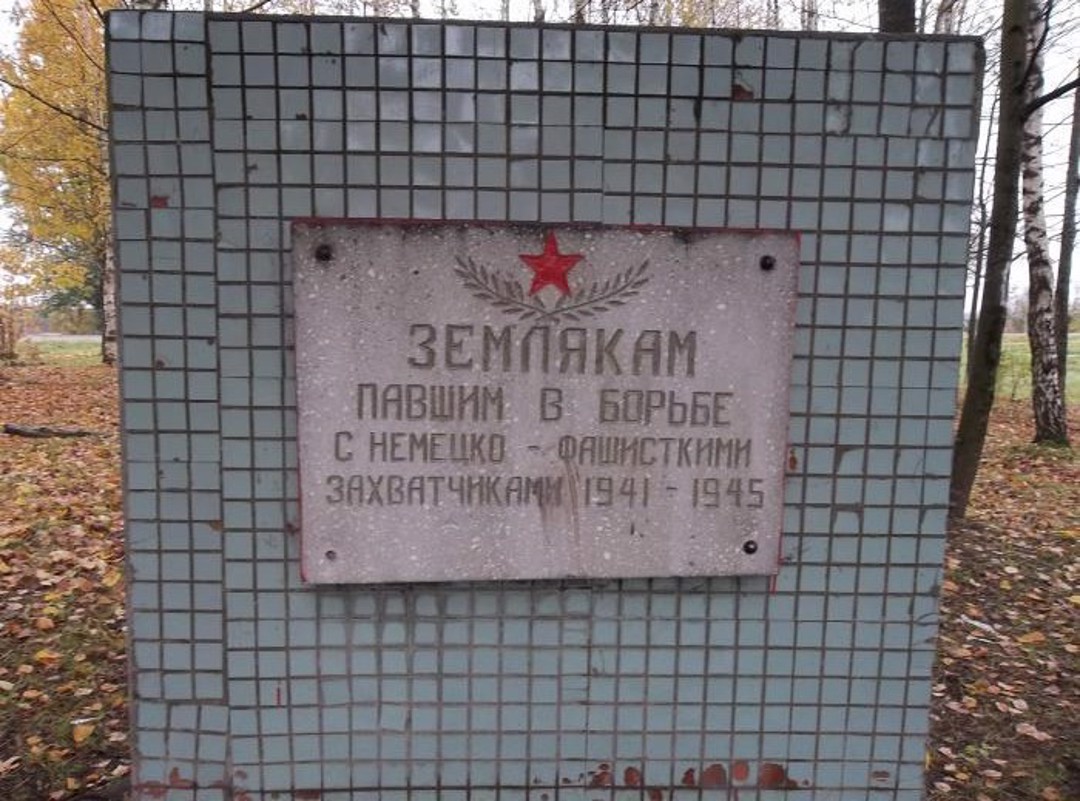 ЗЕМЛЯКАМ
ПАВШИМ В БОРЬБЕ
С НЕМЕЦКО - ФАШИСТКИМИ
ЗАХВАТЧИКАМИ 1941 - 1945